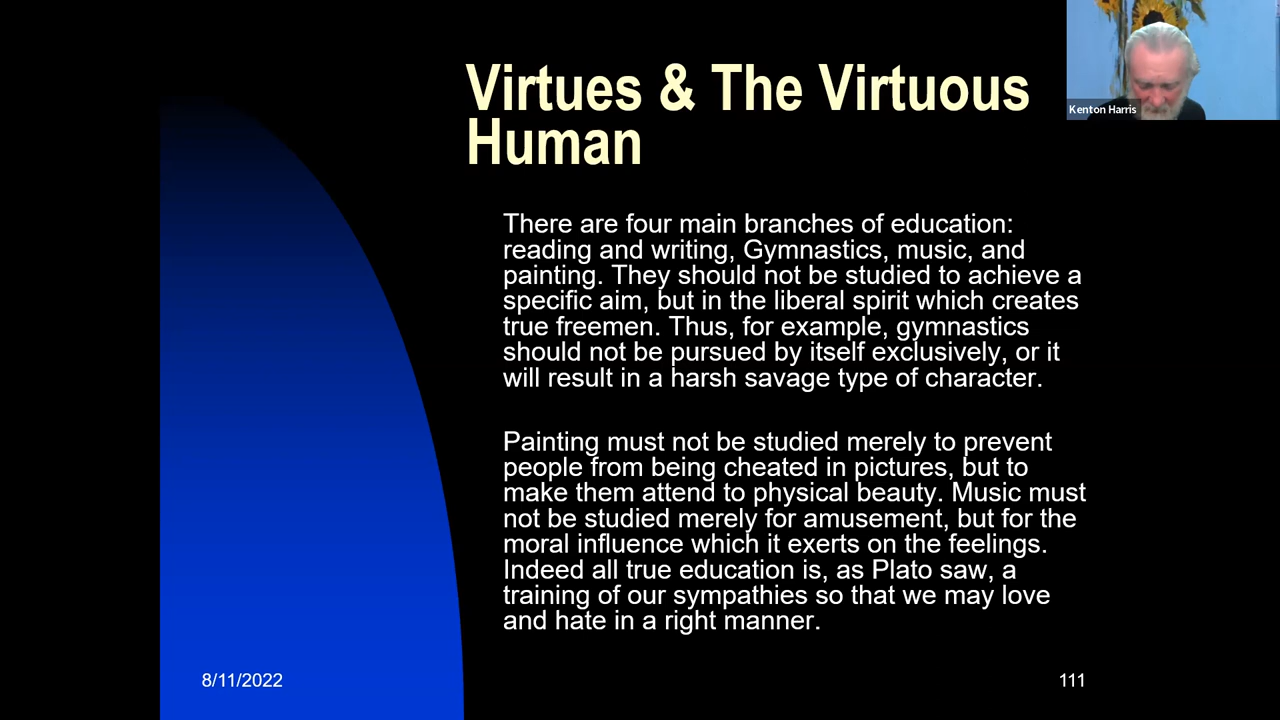 Virtues & The Virtuous
Human
Kenton Harris
There are four main branches of education:
reading and writing, Gymnastics, music, and
painting. They should not be studied to achieve a
specific aim, but in the liberal spirit which creates
true freemen. Thus, for example, gymnastics
should not be pursued by itself exclusively, or it
will result in a harsh savage type of character.
Painting must not be studied merely to prevent
people from being cheated in pictures, but to
make them attend to physical beauty. Music must
not be studied merely for amusement, but for the
moral influence which it exerts on the feelings.
Indeed all true education is, as Plato saw, a
training of our sympathies so that we may love
and hate in a right manner.
8/11/2022
111